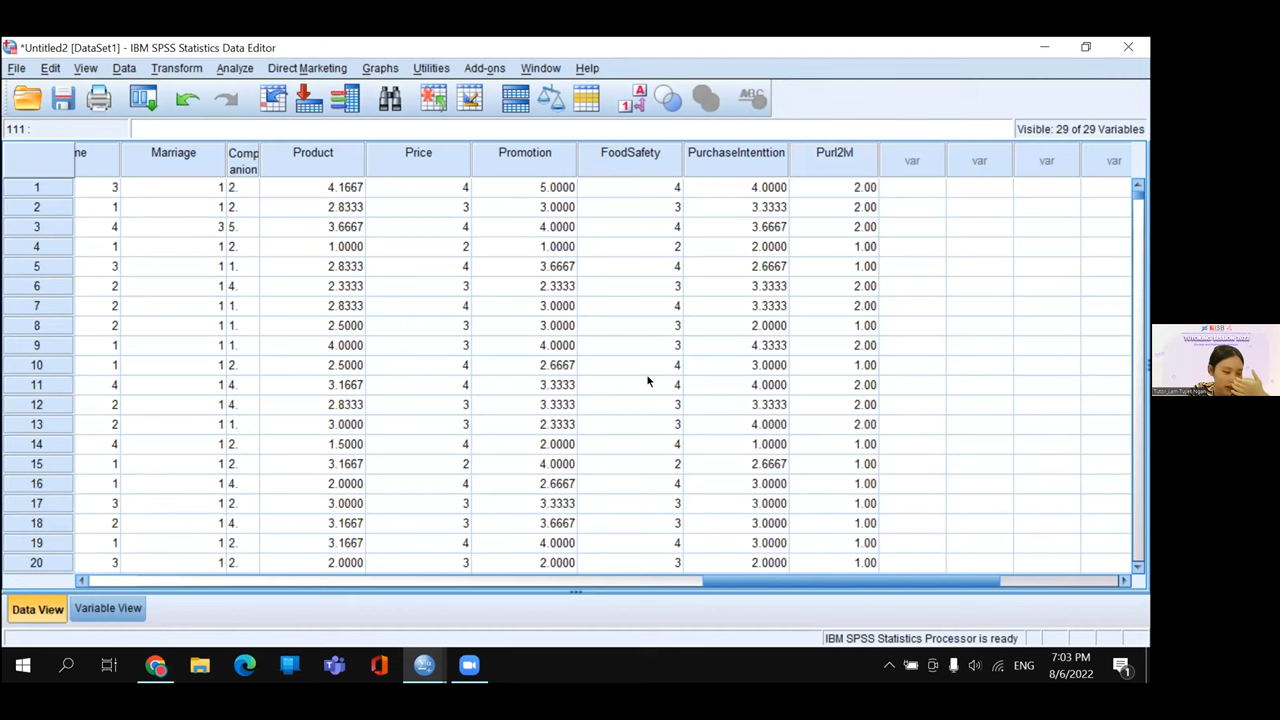 *Untitled2 [DataSet1] - IBM SPSS Statistics Data Editor
File Edit View Data Transform Analyze Direct Marketing Graphs Utilities Add-ons Window Help
111 :
Visible: 29 of 29 Variables
ne Marriage Comp anion Product Price Promotion FoodSafety PurchaseIntenttion PurI2lvl var var var var
1 3 1 2. 4.1667 4 5.0000 4 4.0000 2.00
2 1 1 2. 2.8333 3 3.0000 3 3.3333 2.00
3 4 3 5. 3.6667 4 4.0000 4 3.6667 2.00
4 1 1 2. 1.0000 2 1.0000 2 2.0000 1.00
5 3 1 1. 2.8333 4 3.6667 4 2.6667 1.00
6 2 1 4. 2.3333 3 2.3333 3 3.3333 2.00
7 2 1 1. 2.8333 4 3.0000 4 3.3333 2.00
8 2 1 1. 2.5000 3 3.0000 3 2.0000 1.00
9 1 1 1. 4.0000 3 4.0000 3 4.3333 2.00
10 1 1 2. 2.5000 4 2.6667 4 3.0000 1.00
11 4 1 4. 3.1667 4 3.3333 4 4.0000 2.00
12 2 1 4. 2.8333 3 3.3333 3 3.3333 2.00
13 2 1 1. 3.0000 3 2.3333 3 4.0000 2.00
14 4 1 2. 1.5000 4 2.0000 4 1.0000 1.00
15 1 1 2. 3.1667 2 4.0000 2 2.6667 1.00
16 1 1 4. 2.0000 4 2.6667 4 3.0000 1.00
17 3 1 2. 3.0000 3 3.3333 3 3.0000 1.00
18 2 1 4. 3.1667 3 3.6667 3 3.0000 1.00
19 1 1 2. 3.1667 4 4.0000 4 3.0000 1.00
20 3 1 2. 2.0000 3 2.0000 3 2.0000 1.00
Data View Variable View
IBM SPSS Statistics Processor is ready
ISB
TUTORING SESSION 2022
Tutor_Lam Tuyet Ngan
ENG
7:03 PM
8/6/2022
1